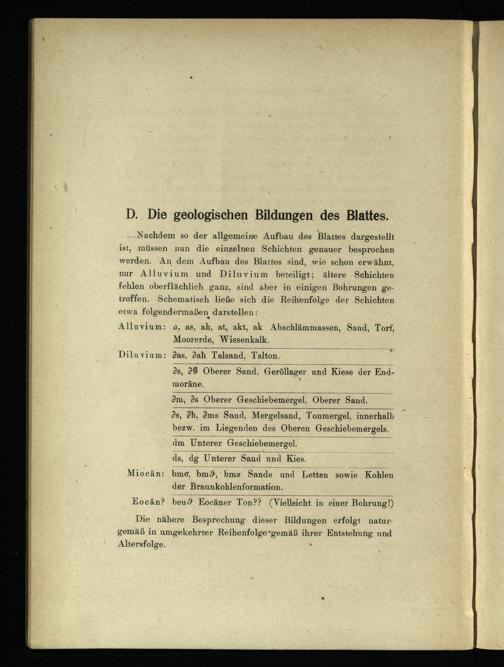 D. Die geologischen Bildungen des Blattes.
Nachdem so der allgemeine Aufbau des Blattes dargestellt
ist, müssen nun die einzelnen Schichten genauer besprochen
werden. An dem Aufbau des Blattes sind, wie schon erwähnt,
nur Alluvium und Diluvium beteiligt; ältere Schichten
fehlen oberflächlich ganz, sind aber in einigen Bohrungen ge-
troffen. Schematisch ließe sich die Reihenfolge der Schichten
etwa folgendermaßen darstellen:
Alluvium: a, as, ah, at, akt, ak Abschlämmassen, Sand, Torf,
Moorerde, Wiesenkalk.
Diluvium: ∂as, ∂ah Talsand, Talton.
∂s, Oberer Sand, Geröllager und Kiese der End-
moräne.
∂m, ∂s Oberer Geschiebemergel, Oberer Sand.
∂s, ∂h, ∂ms Sand, Mergelsand, Tonmergel, innerhalb
bezw. im Liegenden des Oberen Geschiebemergels.
dm Unterer Geschiebemergel.
ds, dg Unterer Sand und Kies.
Miocän: bmσ, bmϑ, bmϰ Sande und Letten sowie Kohlen
der Braunkohlenformation.
Eocän? beuϑ Eocäner Ton?? (Vielleicht in einer Bohrung!)
Die nähere Besprechung dieser Bildungen erfolgt natur-
gemäß in umgekehrter Reihenfolge gemäß ihrer Entstehung und
Altersfolge.